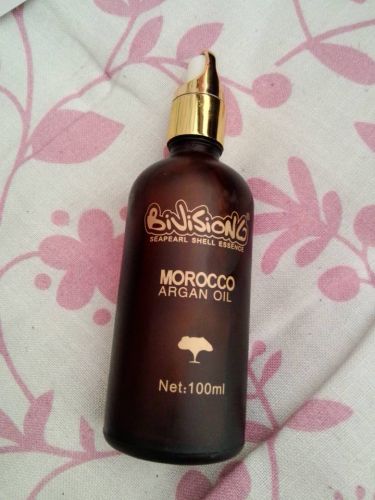 BiNiSiONG®
SEAPEARL SHELL ESSENCE
MOROCCO
ARGAN OIL
Net:100ml